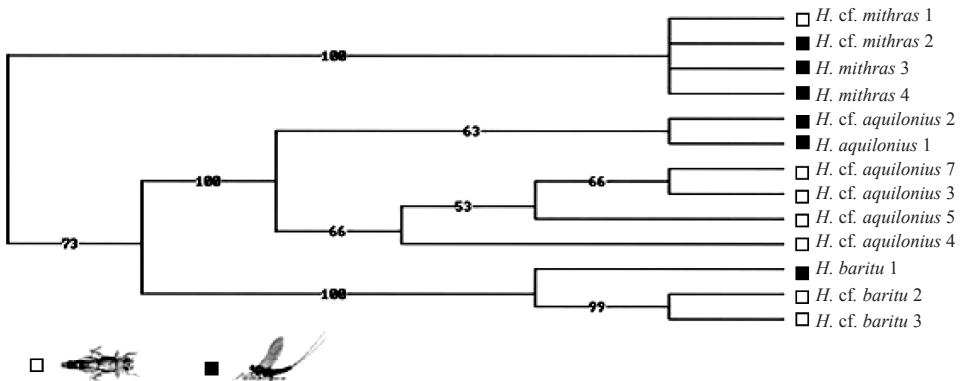 H. cf. mithras 1
H. cf. mithras 2
100
H. mithras 3
H. mithras 4
H. cf. aquilonius 2
63
H. aquilonius 1
H. cf. aquilonius 7
66
100
H. cf. aquilonius 3
53
H. cf. aquilonius 5
66
H. cf. aquilonius 4
73
H. baritu 1
100
H. cf. baritu 2
99
H. cf. baritu 3